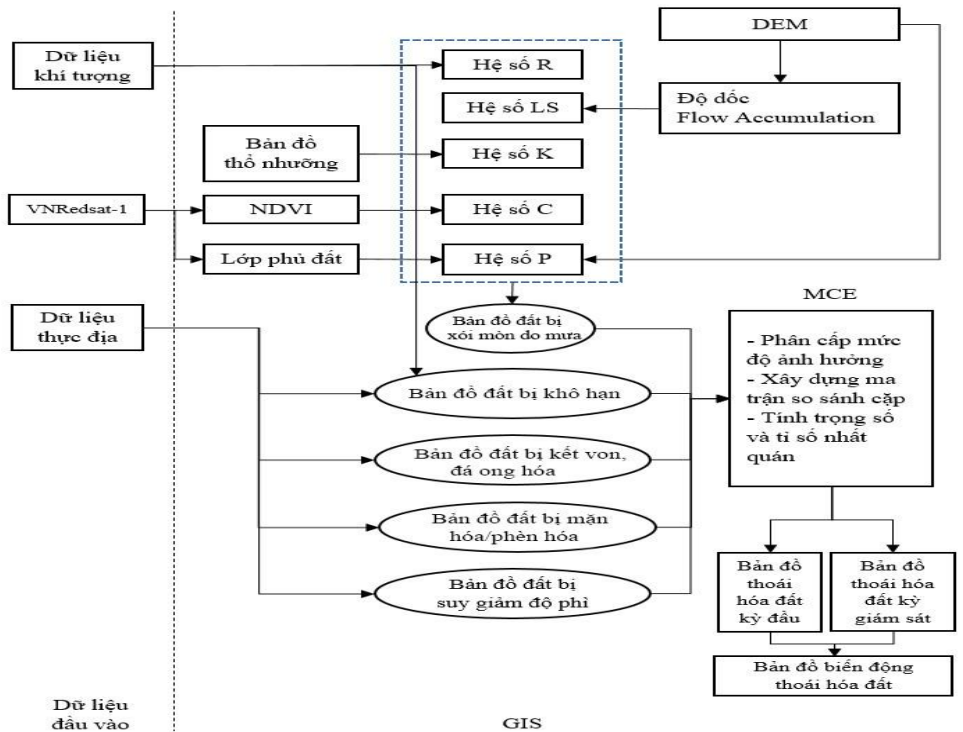 DEM
Dữ liệu
khí tượng
Hệ số R
Hệ số LS
Độ dốc
Flow Accumulation
Bản đồ
thổ nhưỡng
Hệ số K
VNRedsat-1
NDVI
Hệ số C
Lớp phủ đất
Hệ số P
Dữ liệu
thực địa
Bản đồ đất bị
xói mòn do mưa
MCE
- Phân cấp mức
độ ảnh hưởng
- Xây dựng ma
trận so sánh cặp
- Tính trọng số
và tỉ số nhất
quán
Bản đồ đất bị khô hạn
Bản đồ đất bị kết von,
đá ong hóa
Bản đồ đất bị mặn
hóa/phèn hóa
Bản đồ đất bị
suy giảm độ phì
Bản đồ
thoái
hóa đất
kỳ đầu
Bản đồ
thoái hóa
đất kỳ
giám sát
Bản đồ biến động
thoái hóa đất
Dữ liệu
đầu vào
GIS